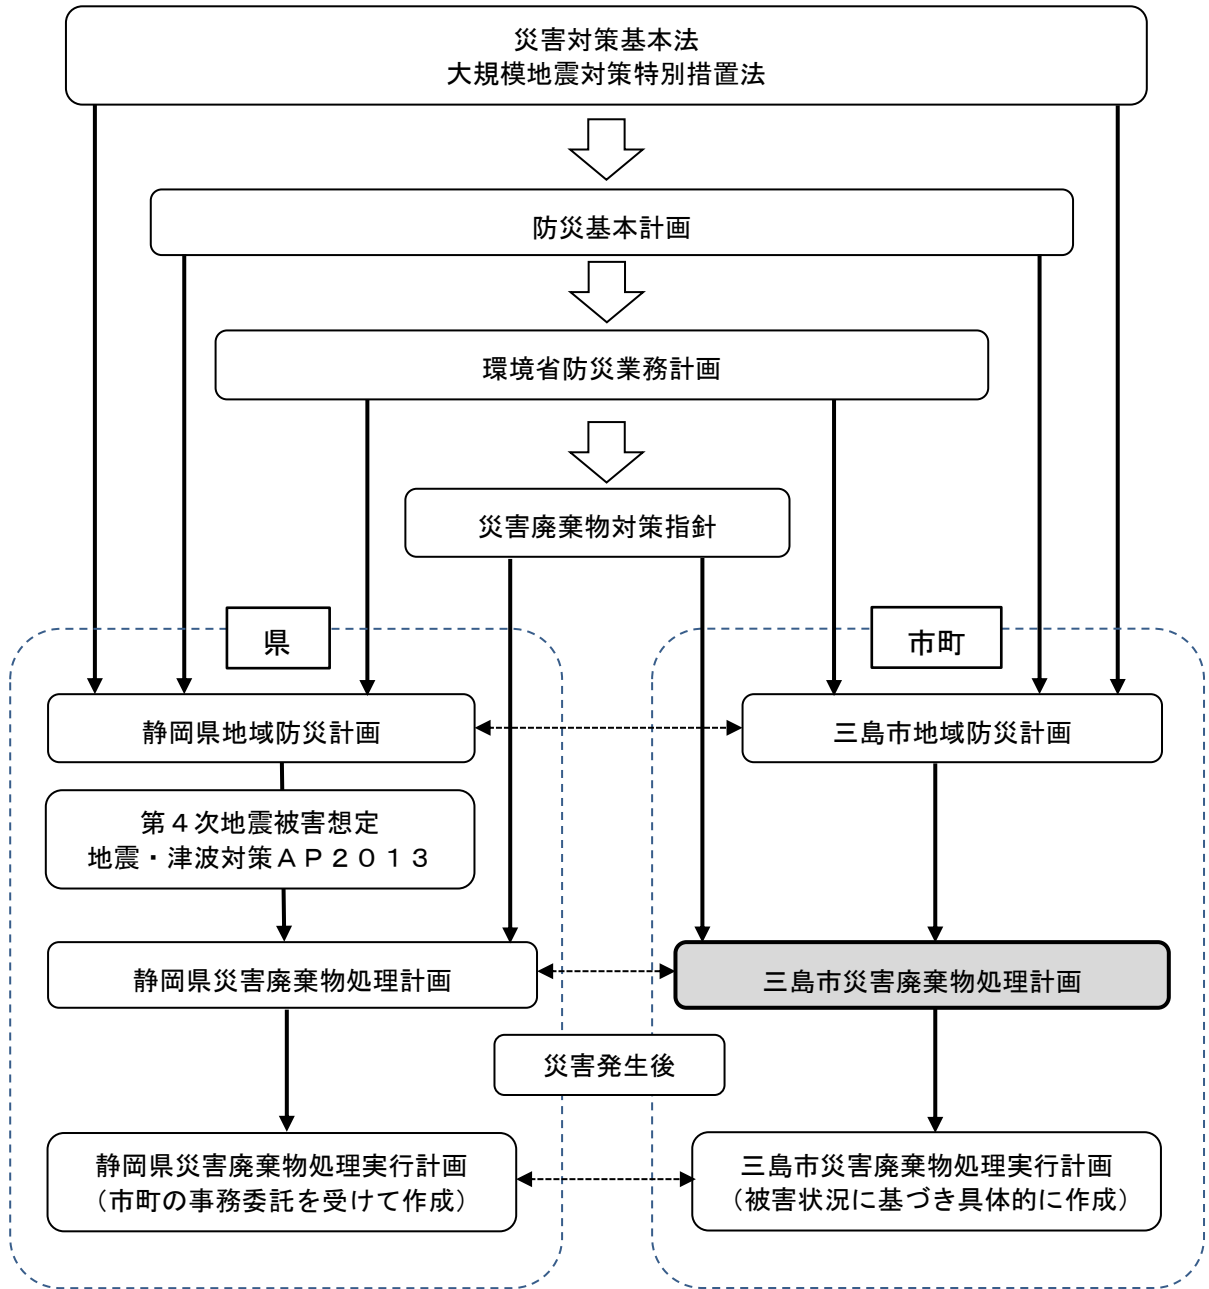 災害対策基本法
大規模地震対策特別措置法
防災基本計画
環境省防災業務計画
災害廃棄物対策指針
県
市町
静岡県地域防災計画
三島市地域防災計画
第４次地震被害想定
地震・津波対策ＡＰ２０１３
静岡県災害廃棄物処理計画
三島市災害廃棄物処理計画
災害発生後
静岡県災害廃棄物処理実行計画
（市町の事務委託を受けて作成）
三島市災害廃棄物処理実行計画
（被害状況に基づき具体的に作成）